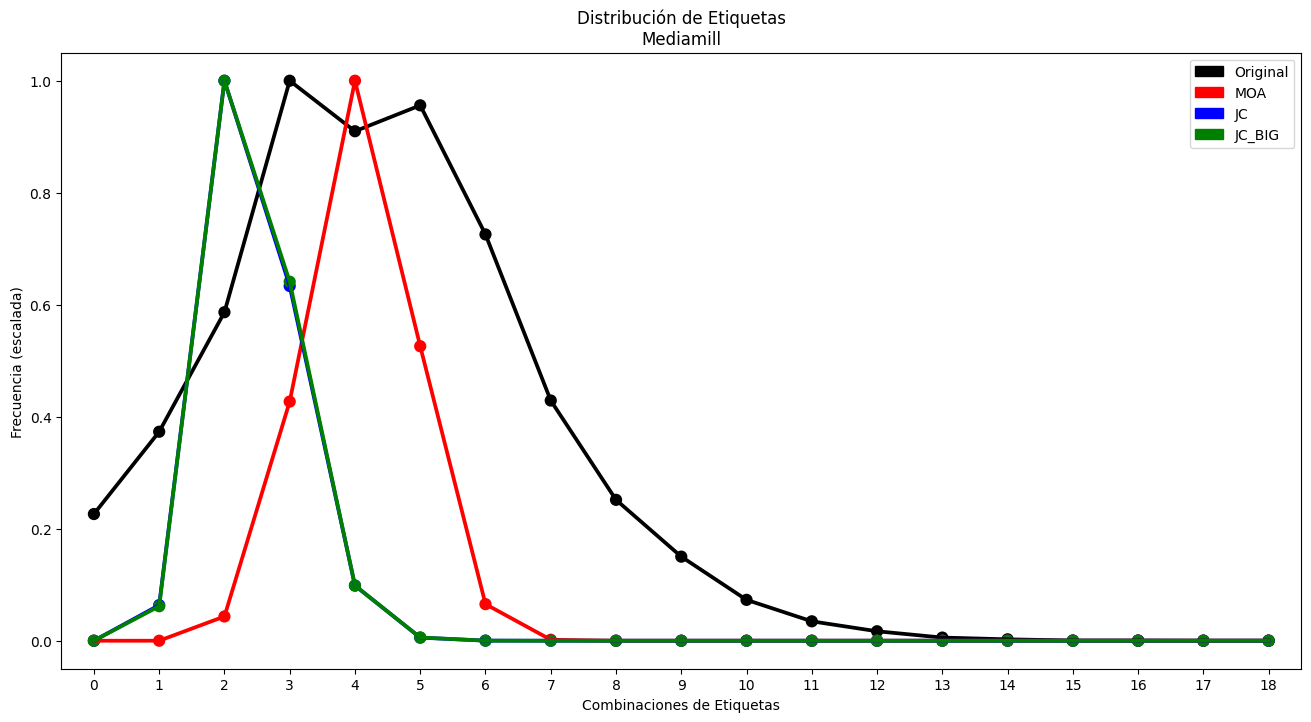 Distribución de Etiquetas
Mediamill
Original
MOA
JC
JC_BIG
Frecuencia (escalada)
1.0
0.8
0.6
0.4
0.2
0.0
0 1 2 3 4 5 6 7 8 9 10 11 12 13 14 15 16 17 18
Combinaciones de Etiquetas